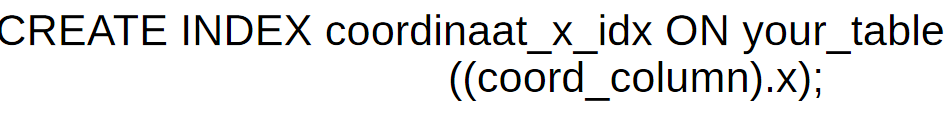 CREATE INDEX coordinaat_x_idx ON your_table
((coord_column).x);